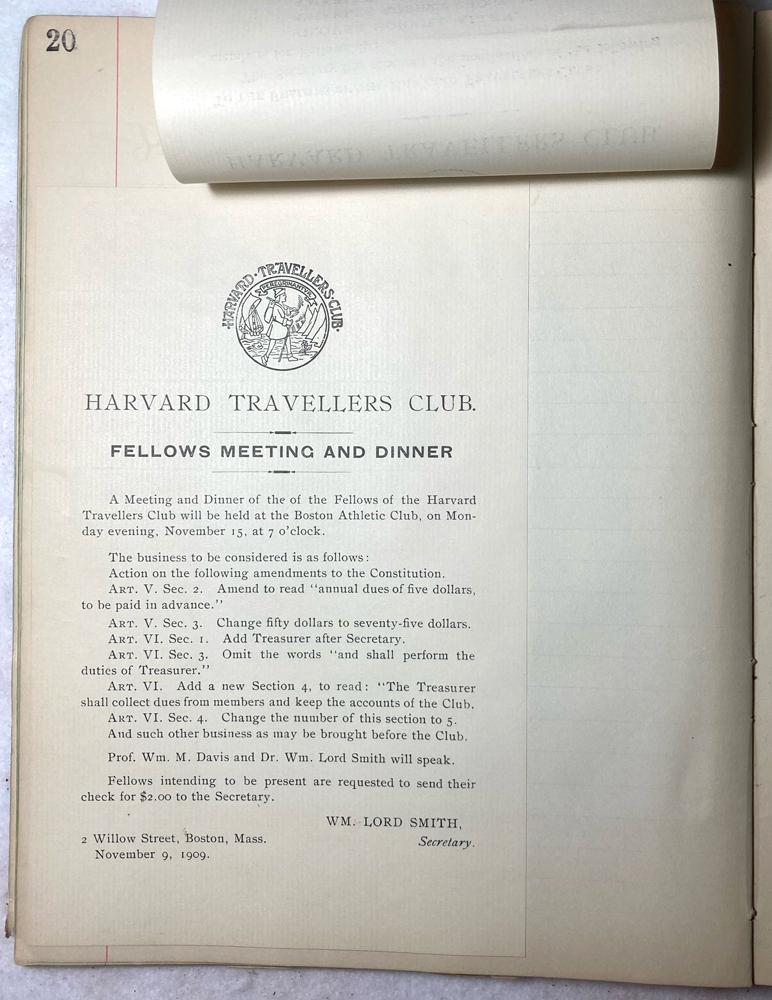 20
HARVARD TRAVELLERS CLUB
HARVARD·TRAVELLERS·CLUB·
HARVARD TRAVELLERS CLUB.
FELLOWS MEETING AND DINNER
A Meeting and Dinner of the of the Fellows of the Harvard
Travellers Club will be held at the Boston Athletic Club, on Mon-
day evening, November 15, at 7 o'clock.
The business to be considered is as follows:
Action on the following amendments to the Constitution.
ART. V. Sec. 2. Amend to read "annual dues of five dollars,
to be paid in advance."
ART. V. Sec. 3. Change fifty dollars to seventy-five dollars.
ART. VI. Sec. 1. Add Treasurer after Secretary.
ART. VI. Sec. 3. Omit the words "and shall perform the
duties of Treasurer."
ART. VI. Add a new Section 4, to read: "The Treasurer
shall collect dues from members and keep the accounts of the Club.
ART. VI. Sec. 4. Change the number of this section to 5.
And such other business as may be brought before the Club.
Prof. Wm. M. Davis and Dr. Wm. Lord Smith will speak.
Fellows intending to be present are requested to send their
check for $2.00 to the Secretary.
WM. LORD SMITH,
Secretary.
2 Willow Street, Boston, Mass.
November 9, 1909.